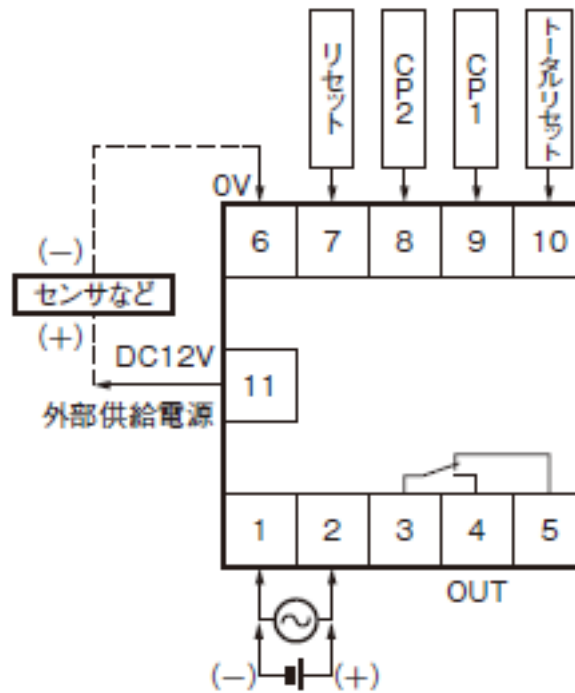 リセット
CP2
CP1
トータルリセット
0V
6 7 8 9 10
(−)
センサなど
(+)
DC12V
11
外部供給電源
1 2 3 4 5
OUT
(−) (+)